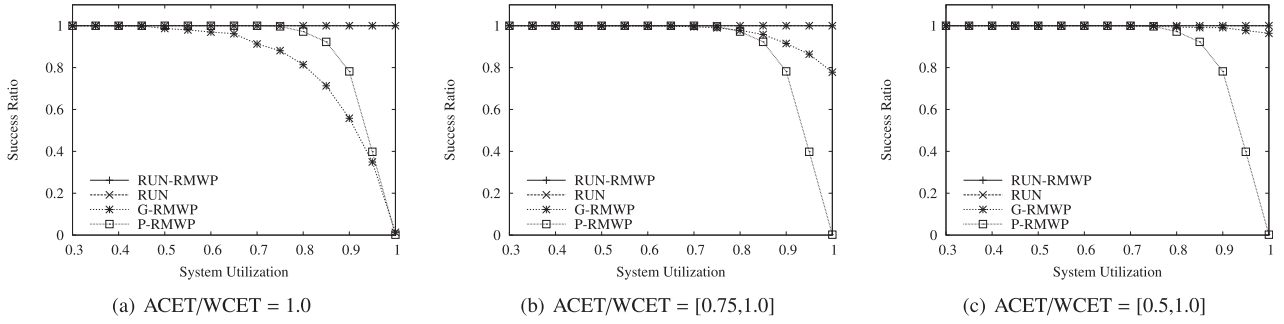 1
0.8
0.6
0.4
0.2
0
Success Ratio
RUN-RMWP
RUN
G-RMWP
P-RMWP
0.3 0.4 0.5 0.6 0.7 0.8 0.9 1
System Utilization
(a) ACET/WCET = 1.0
1
0.8
0.6
0.4
0.2
0
Success Ratio
RUN-RMWP
RUN
G-RMWP
P-RMWP
0.3 0.4 0.5 0.6 0.7 0.8 0.9 1
System Utilization
(b) ACET/WCET = [0.75,1.0]
1
0.8
0.6
0.4
0.2
0
Success Ratio
RUN-RMWP
RUN
G-RMWP
P-RMWP
0.3 0.4 0.5 0.6 0.7 0.8 0.9 1
System Utilization
(c) ACET/WCET = [0.5,1.0]